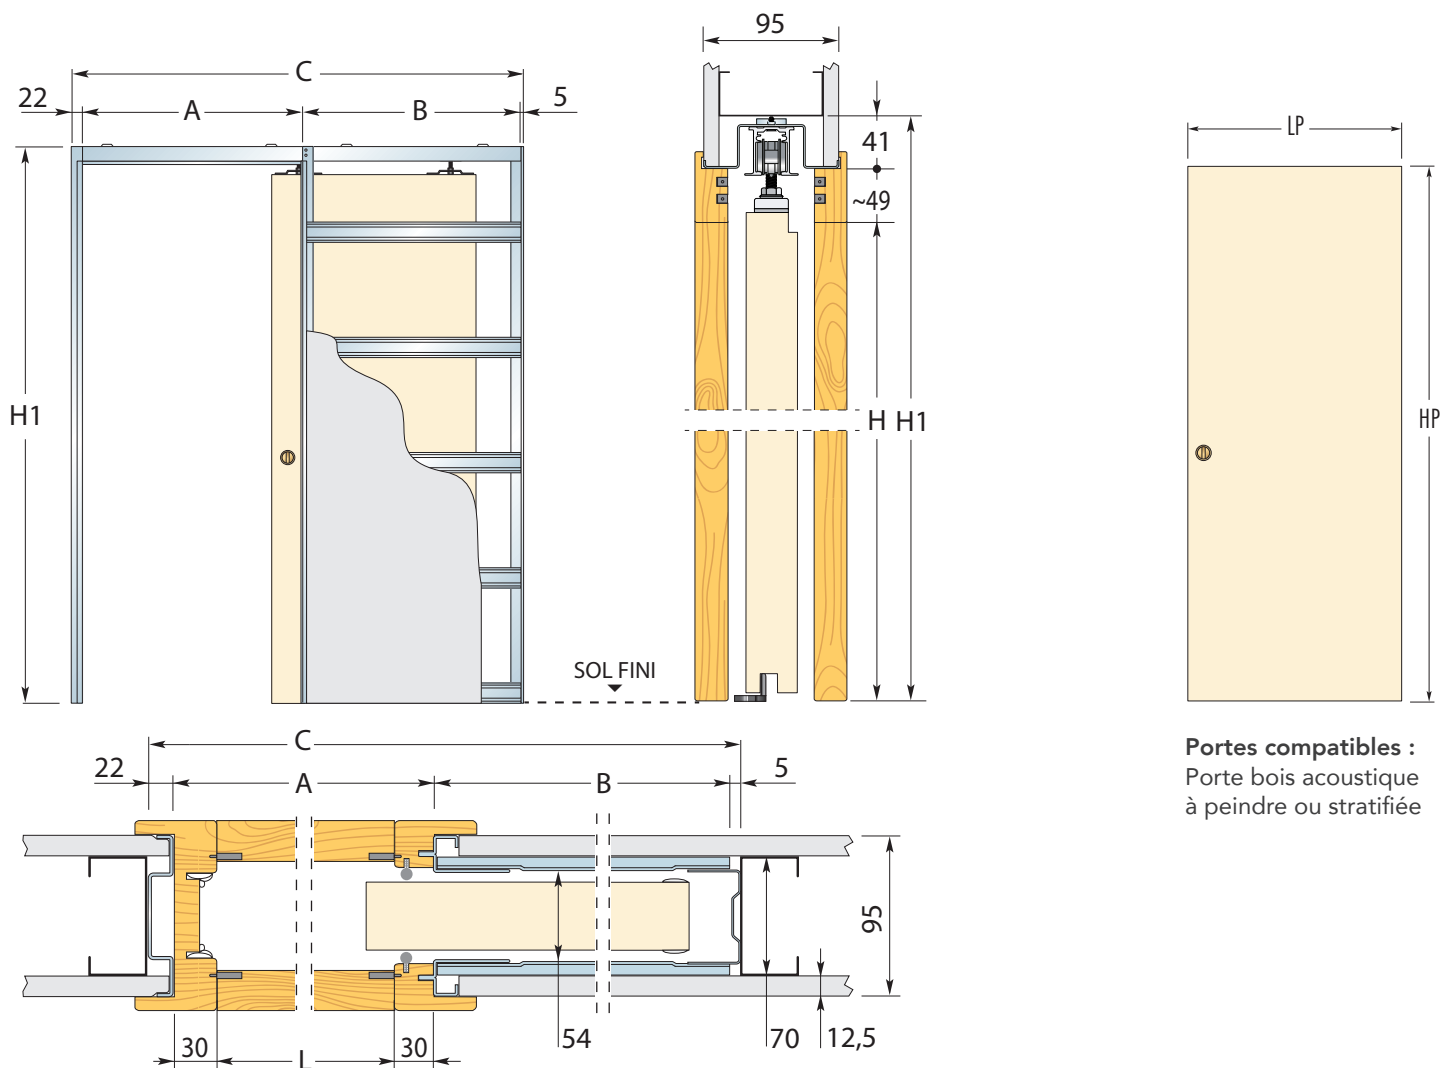 C
22
A
B
5
H1
SOL FINI
95
41
~49
H
H1
LP
HP
Portes compatibles :
Porte bois acoustique
à peindre ou stratifiée
C
22
A
B
5
95
30
L
30
54
70
12,5